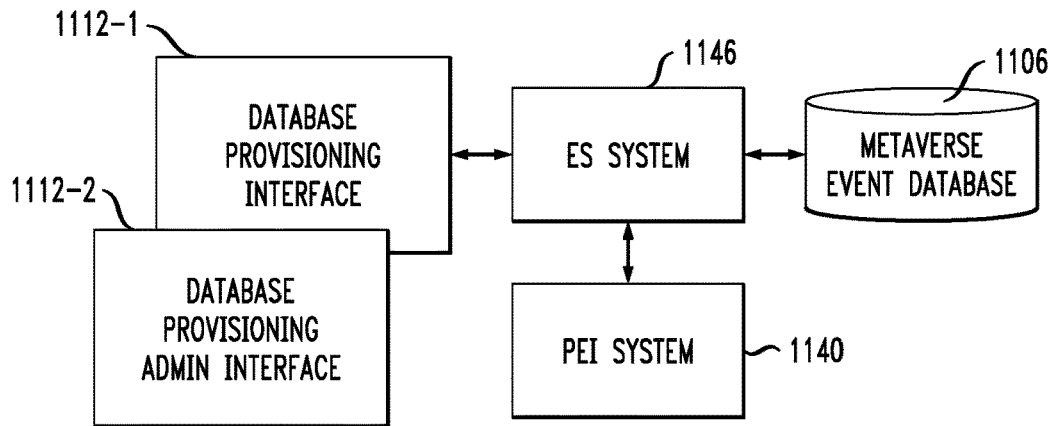 1112-1
DATABASE
PROVISIONING
INTERFACE
1112-2
DATABASE
PROVISIONING
ADMIN INTERFACE
1146
ES SYSTEM
1106
METAVERSE
EVENT DATABASE
PEI SYSTEM
1140